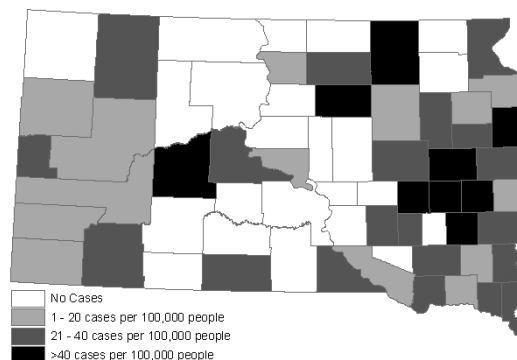 No Cases
1 - 20 cases per 100,000 people
21 - 40 cases per 100,000 people
>40 cases per 100,000 people